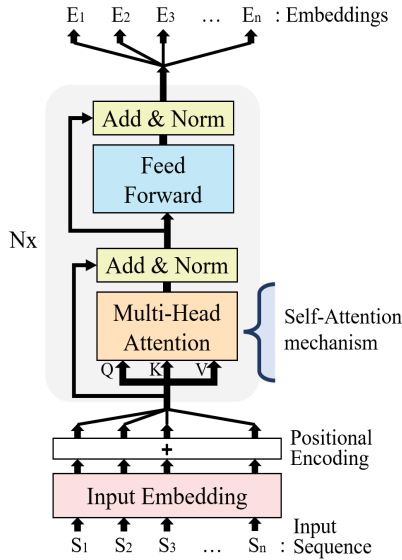 E1 E2 E3 ... En : Embeddings
Add & Norm
Feed
Forward
Nx
Add & Norm
Multi-Head
Attention
Self-Attention
mechanism
Q K V
Positional
Encoding
+
Input Embedding
S1 S2 S3 ... Sn : Input
Sequence